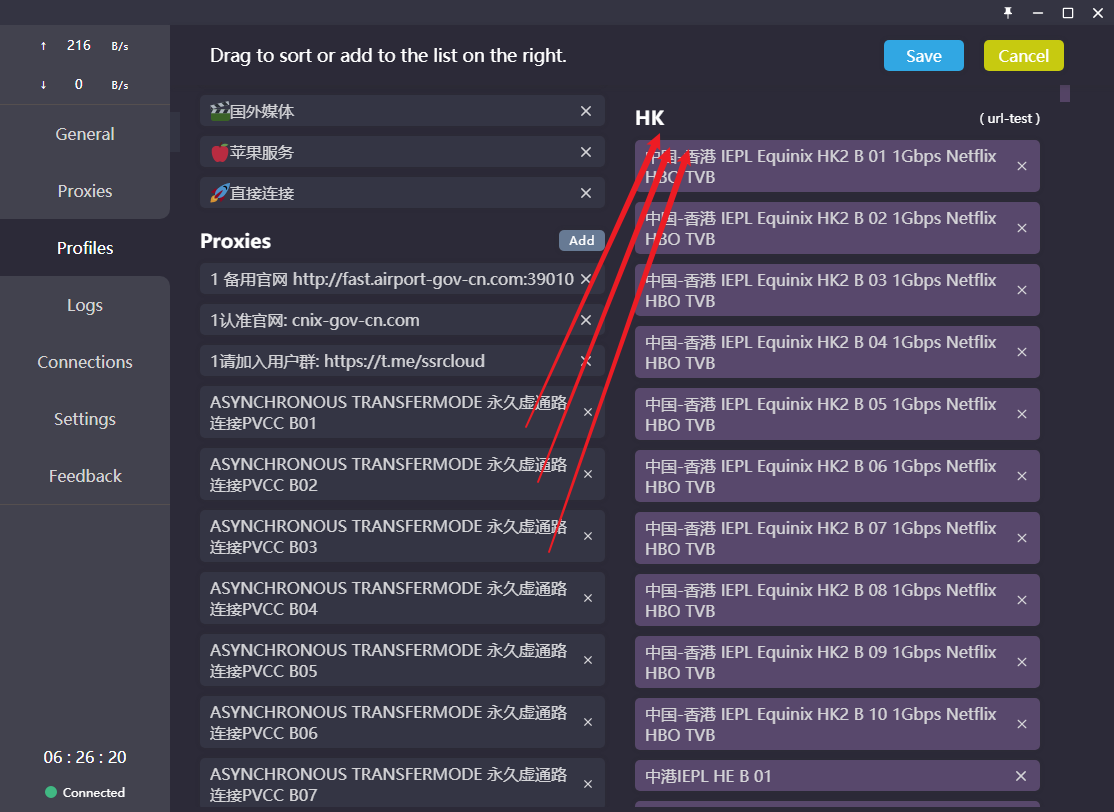 ↑ 216 B/s
↓ 0 B/s
General
Proxies
Profiles
Logs
Connections
Settings
Feedback
06 : 26 : 20
Connected
Drag to sort or add to the list on the right.
Save
Cancel
国外媒体
苹果服务
直接连接
Proxies
Add
1 备用官网 http://fast.airport-gov-cn.com:39010
1认准官网: cnix-gov-cn.com
1请加入用户群: https://t.me/ssrcloud
ASYNCHRONOUS TRANSFERMODE 永久虚通路
连接PVCC B01
ASYNCHRONOUS TRANSFERMODE 永久虚通路
连接PVCC B02
ASYNCHRONOUS TRANSFERMODE 永久虚通路
连接PVCC B03
ASYNCHRONOUS TRANSFERMODE 永久虚通路
连接PVCC B04
ASYNCHRONOUS TRANSFERMODE 永久虚通路
连接PVCC B05
ASYNCHRONOUS TRANSFERMODE 永久虚通路
连接PVCC B06
ASYNCHRONOUS TRANSFERMODE 永久虚通路
连接PVCC B07
HK
( url-test )
中国-香港 IEPL Equinix HK2 B 01 1Gbps Netflix
HBO TVB
中国-香港 IEPL Equinix HK2 B 02 1Gbps Netflix
HBO TVB
中国-香港 IEPL Equinix HK2 B 03 1Gbps Netflix
HBO TVB
中国-香港 IEPL Equinix HK2 B 04 1Gbps Netflix
HBO TVB
中国-香港 IEPL Equinix HK2 B 05 1Gbps Netflix
HBO TVB
中国-香港 IEPL Equinix HK2 B 06 1Gbps Netflix
HBO TVB
中国-香港 IEPL Equinix HK2 B 07 1Gbps Netflix
HBO TVB
中国-香港 IEPL Equinix HK2 B 08 1Gbps Netflix
HBO TVB
中国-香港 IEPL Equinix HK2 B 09 1Gbps Netflix
HBO TVB
中国-香港 IEPL Equinix HK2 B 10 1Gbps Netflix
HBO TVB
中港IEPL HE B 01